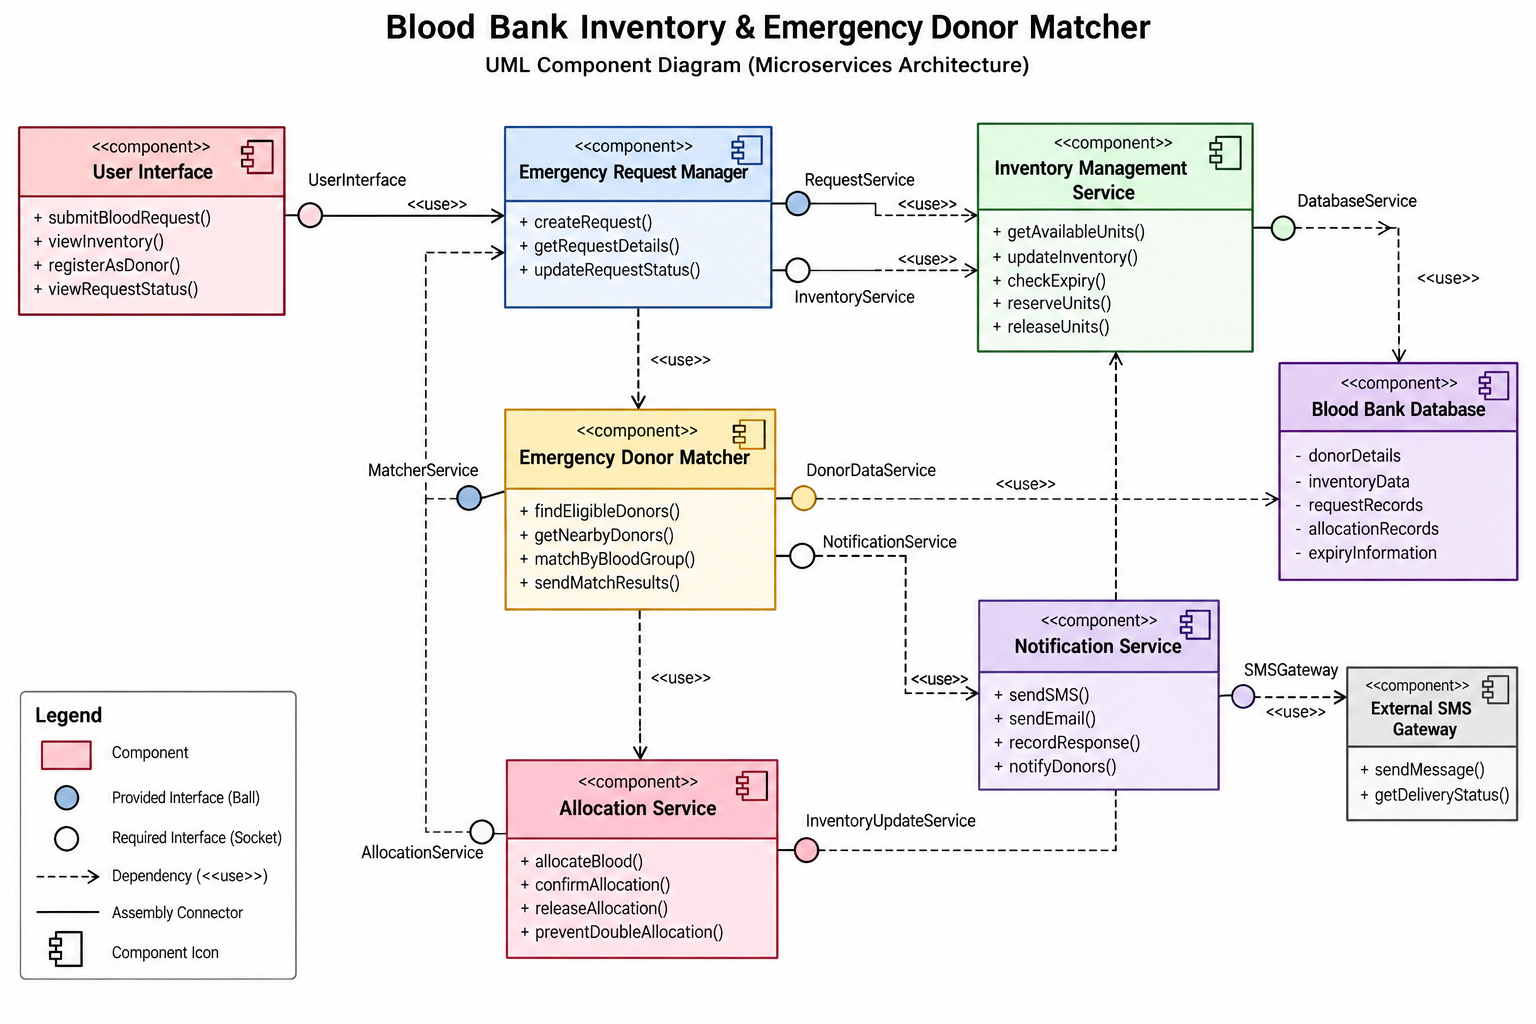 Blood Bank Inventory & Emergency Donor Matcher
UML Component Diagram (Microservices Architecture)
<<component>>
User Interface
+ submitBloodRequest()
+ viewInventory()
+ registerAsDonor()
+ viewRequestStatus()
UserInterface
<<use>>
<<component>>
Emergency Request Manager
+ createRequest()
+ getRequestDetails()
+ updateRequestStatus()
RequestService
<<use>>
<<use>>
InventoryService
<<component>>
Inventory Management
Service
+ getAvailableUnits()
+ updateInventory()
+ checkExpiry()
+ reserveUnits()
+ releaseUnits()
DatabaseService
<<use>>
<<use>>
<<component>>
Blood Bank Database
- donorDetails
- inventoryData
- requestRecords
- allocationRecords
- expiryInformation
MatcherService
<<component>>
Emergency Donor Matcher
+ findEligibleDonors()
+ getNearbyDonors()
+ matchByBloodGroup()
+ sendMatchResults()
DonorDataService
<<use>>
NotificationService
<<use>>
<<use>>
<<component>>
Notification Service
+ sendSMS()
+ sendEmail()
+ recordResponse()
+ notifyDonors()
SMSGateway
<<use>>
<<component>>
External SMS
Gateway
+ sendMessage()
+ getDeliveryStatus()
AllocationService
<<component>>
Allocation Service
+ allocateBlood()
+ confirmAllocation()
+ releaseAllocation()
+ preventDoubleAllocation()
InventoryUpdateService
Legend
Component
Provided Interface (Ball)
Required Interface (Socket)
Dependency (<<use>>)
Assembly Connector
Component Icon